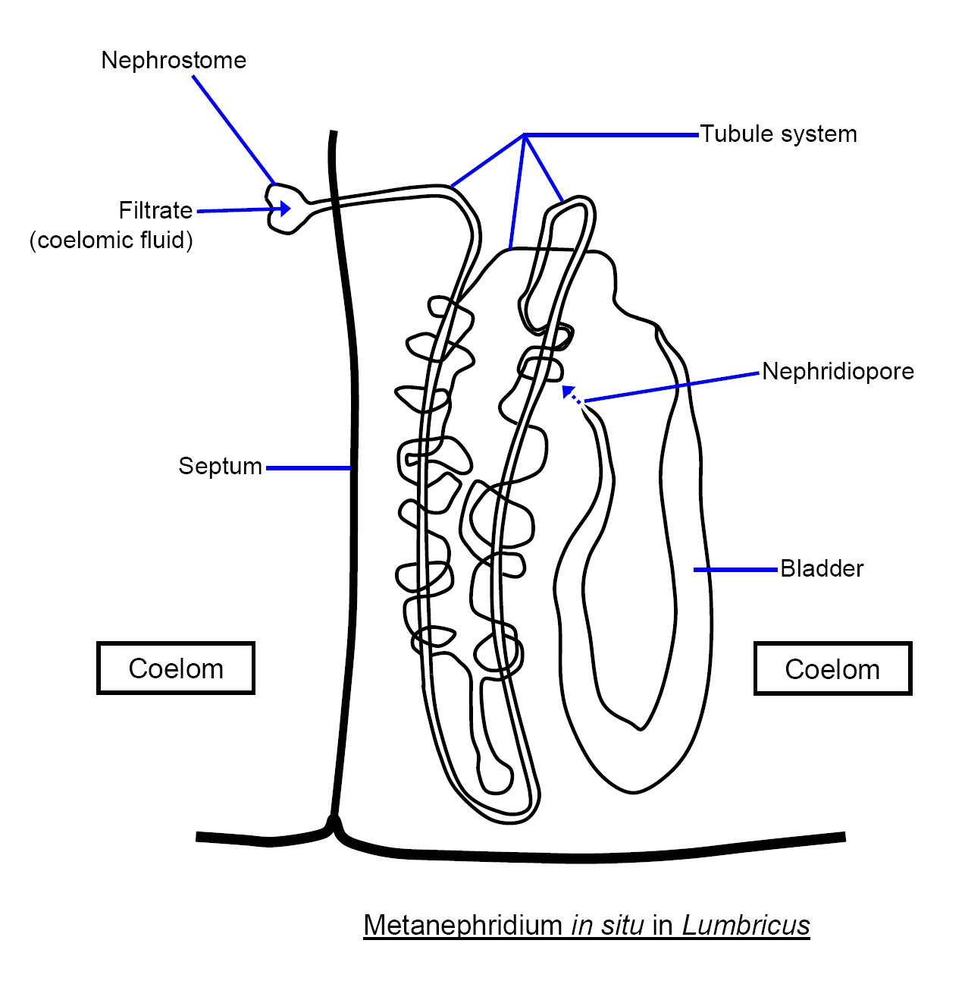 Nephrostome
Tubule system
Filtrate
(coelomic fluid)
Nephridiopore
Septum
Bladder
Coelom
Coelom
Metanephridium in situ in Lumbricus